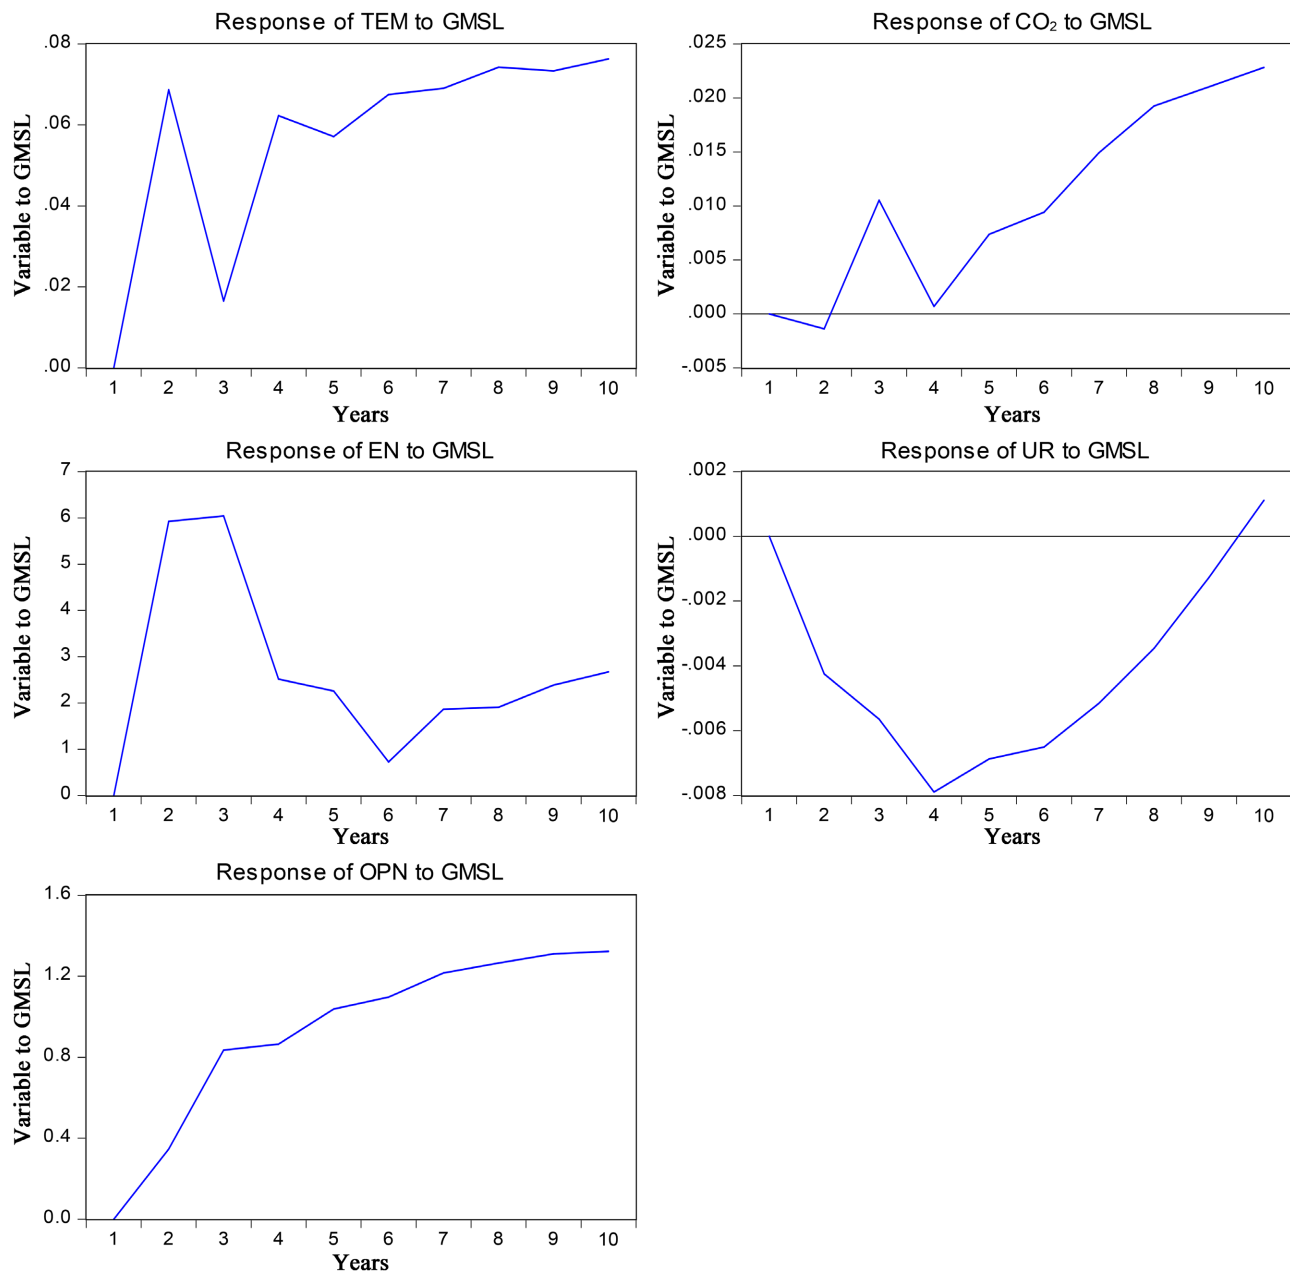 Response of TEM to GMSL
Variable to GMSL
.08
.06
.04
.02
.00
1 2 3 4 5 6 7 8 9 10
Years
Response of CO₂ to GMSL
Variable to GMSL
.025
.020
.015
.010
.005
.000
-.005
1 2 3 4 5 6 7 8 9 10
Years
Response of EN to GMSL
Variable to GMSL
7
6
5
4
3
2
1
0
1 2 3 4 5 6 7 8 9 10
Years
Response of UR to GMSL
Variable to GMSL
.002
.000
-.002
-.004
-.006
-.008
1 2 3 4 5 6 7 8 9 10
Years
Response of OPN to GMSL
Variable to GMSL
1.6
1.2
0.8
0.4
0.0
1 2 3 4 5 6 7 8 9 10
Years